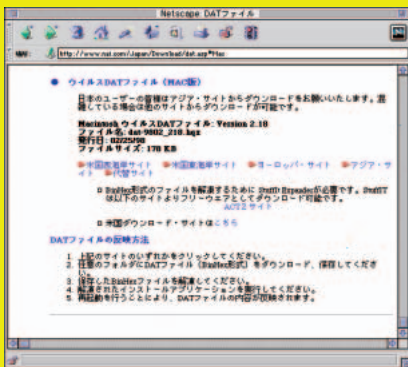 Netscape DATファイル
http://www.nai.com/Japan/Download/dat.asp#Mac
ウイルスDATファイル（MAC版）
日本のユーザーの皆様はアジア・サイトからダウンロードをお願いいたします。混
雑している場合は他のサイトからダウンロードが可能です。
Macintosh ウイルスDATファイル: Version 2.10
ファイル名: dat-9802_210.hqx
発行日: 02/25/98
ファイルサイズ: 170 KB
米国西海岸サイト 米国東海岸サイト ヨーロッパ・サイト アジア・サ
イト 代替サイト
BinHex形式のファイルを解凍するために StuffIt Expanderが必要です。StuffIT
は以下のサイトよりフリーウエアとしてダウンロード可能です。
ACT2サイト
米国ダウンロード・サイトはこちら
DATファイルの反映方法
1. 上記のサイトのいずれかをクリックしてください。
2. 任意のフォルダにDATファイル（BinHex形式）をダウンロード、保存してくださ
い。
3. 保存したBinHexファイルを解凍してください。
4. 解凍されたインストールアプリケーションを実行してください。
5. 再起動を行うことにより、DATファイルの内容が反映されます。